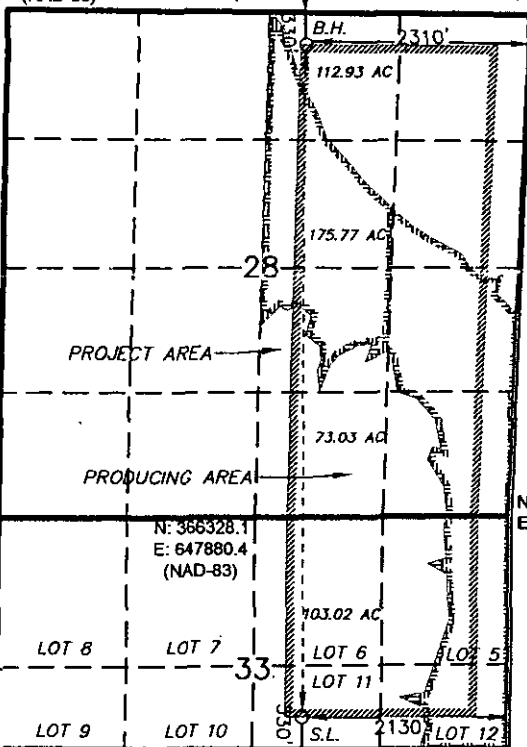 B.H.
330'
2310'
112.93 AC
175.77 AC
28
PROJECT AREA
73.03 AC
PRODUCING AREA
N: 366328.1
E: 647880.4
(NAD-83)
N
E
103.02 AC
LOT 8 LOT 7 LOT 6 LOT 5
33
LOT 11
330'
2130'
LOT 9 LOT 10 S.L. LOT 12